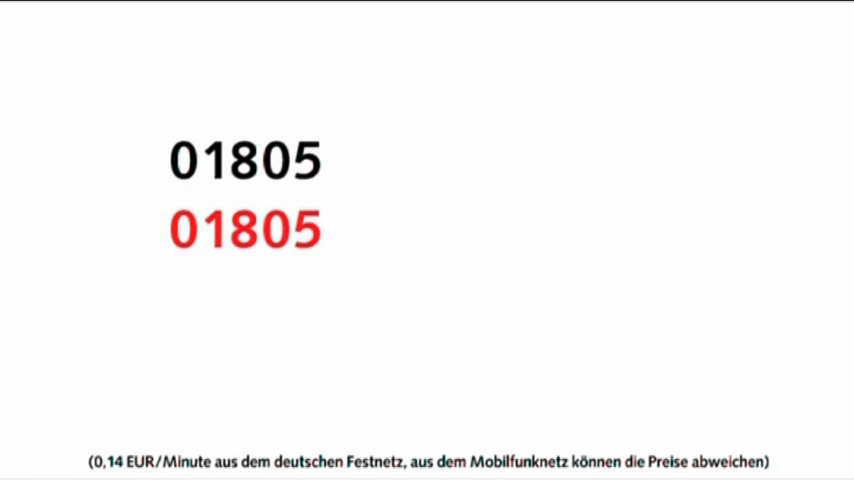 01805
01805
(0,14 EUR/Minute aus dem deutschen Festnetz, aus dem Mobilfunknetz können die Preise abweichen)